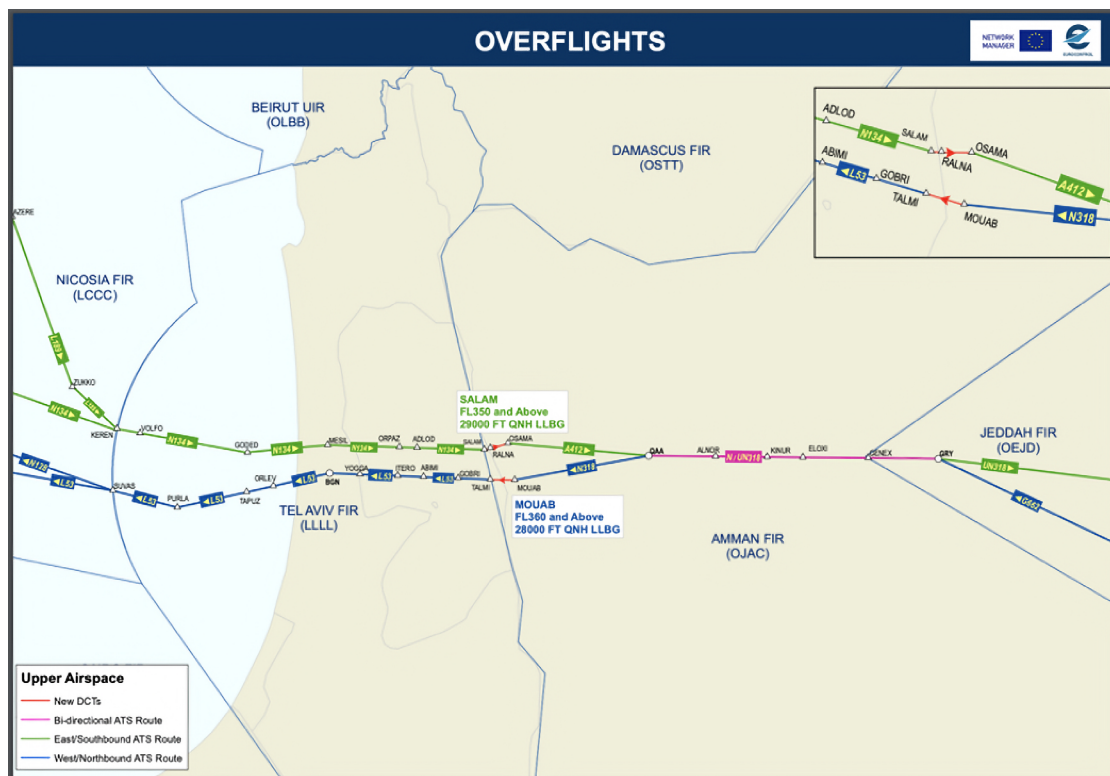 OVERFLIGHTS
NETWORK
MANAGER
EUROCONTROL
BEIRUT UIR
(OLBB)
DAMASCUS FIR
(OSTT)
ADLOD
N134
SALAM
RALNA
OSAMA
A412
ABIMI
L53
GOBRI
TALMI
MOUAB
N318
AZERE
NICOSIA FIR
(LCCC)
ZUKKO
N134
KEREN
VOLFO
N134
GODED
N134
MESIL
N134
ORPAZ
ADLOD
N134
SALAM
RALNA
OSAMA
A412
SALAM
FL350 and Above
29000 FT QNH LLBG
QAA
ALNOR
N / UN318
KINUR
ELOXI
GENEX
QRY
UN318
JEDDAH FIR
(OEJD)
SUVAS
L53
PURLA
L53
TAPUZ
ORLEV
L53
BGN
L53
ITERO
ABIMI
L53
GOBRI
TALMI
MOUAB
N318
MOUAB
FL360 and Above
28000 FT QNH LLBG
TEL AVIV FIR
(LLLL)
AMMAN FIR
(OJAC)
Upper Airspace
New DCTs
Bi-directional ATS Route
East/Southbound ATS Route
West/Northbound ATS Route